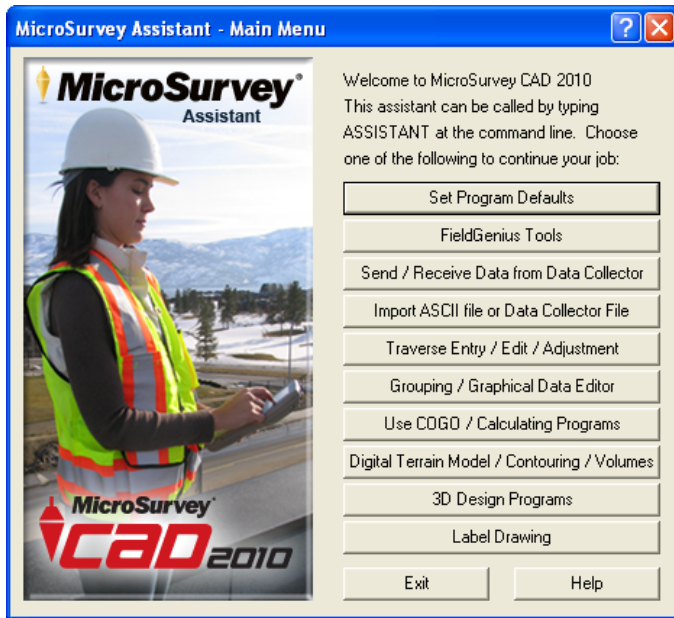 MicroSurvey Assistant - Main Menu
MicroSurvey
Assistant
MicroSurvey
CAD 2010
Welcome to MicroSurvey CAD 2010
This assistant can be called by typing
ASSISTANT at the command line. Choose
one of the following to continue your job:
Set Program Defaults
FieldGenius Tools
Send / Receive Data from Data Collector
Import ASCII file or Data Collector File
Traverse Entry / Edit / Adjustment
Grouping / Graphical Data Editor
Use COGO / Calculating Programs
Digital Terrain Model / Contouring / Volumes
3D Design Programs
Label Drawing
Exit Help